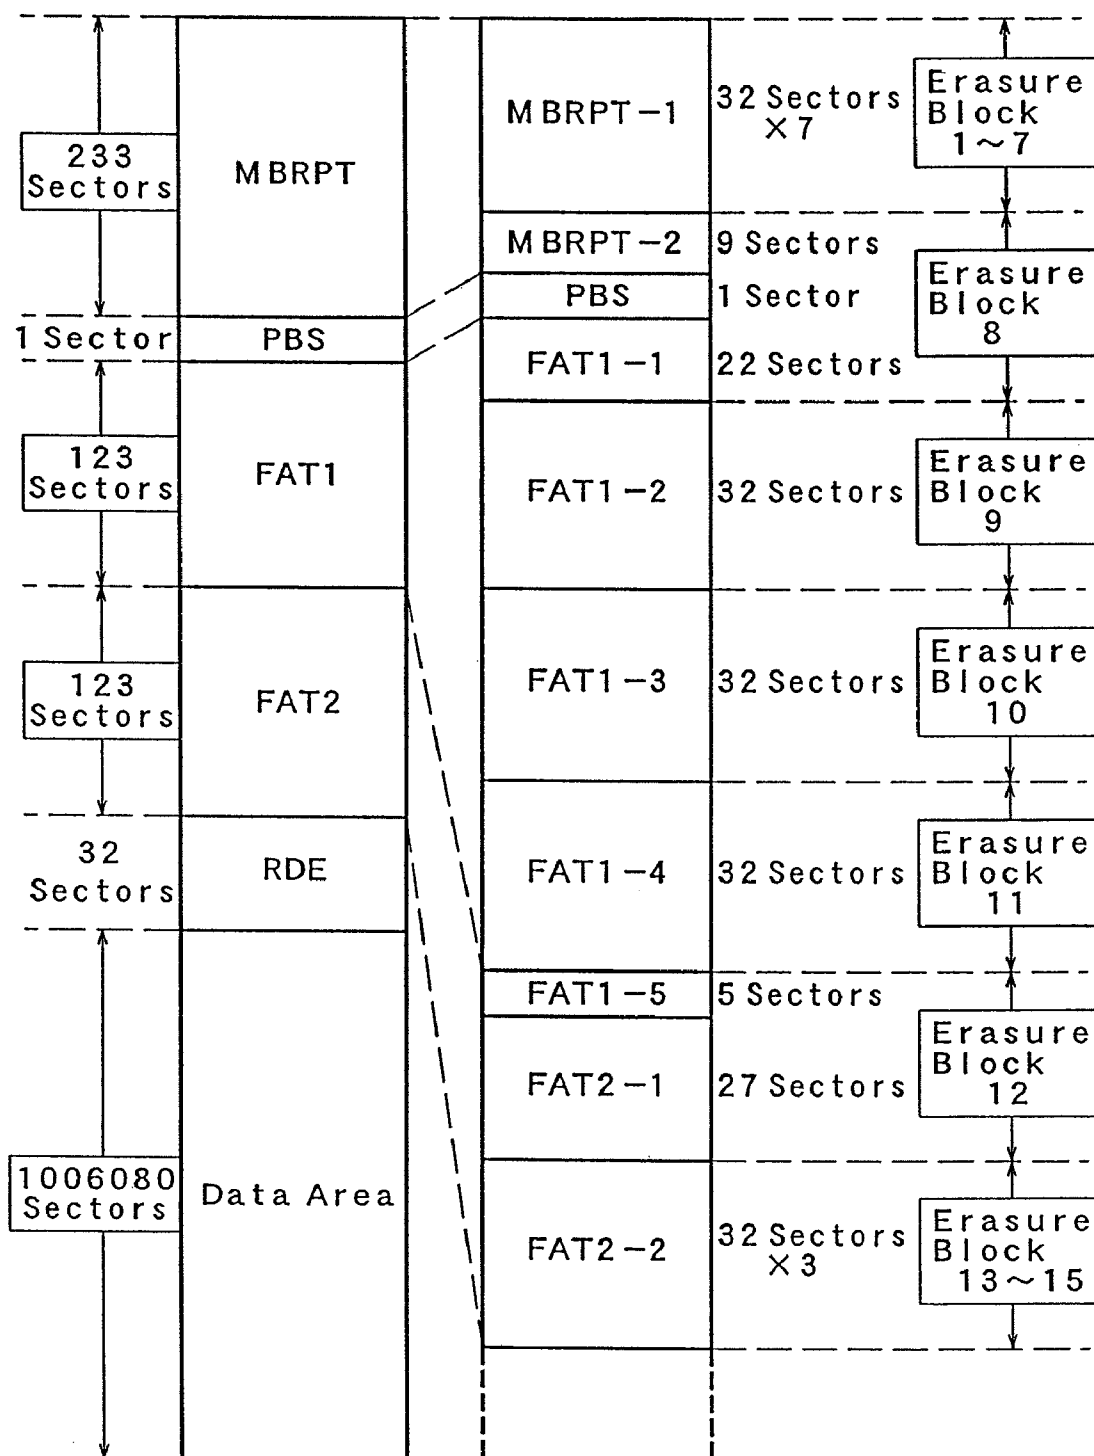 233
Sectors
MBRPT
1 Sector
PBS
123
Sectors
FAT1
123
Sectors
FAT2
32
Sectors
RDE
1006080
Sectors
Data Area
MBRPT-1
32 Sectors
×7
Erasure
Block
1~7
MBRPT-2
9 Sectors
PBS
1 Sector
FAT1-1
22 Sectors
Erasure
Block
8
FAT1-2
32 Sectors
Erasure
Block
9
FAT1-3
32 Sectors
Erasure
Block
10
FAT1-4
32 Sectors
Erasure
Block
11
FAT1-5
5 Sectors
FAT2-1
27 Sectors
Erasure
Block
12
FAT2-2
32 Sectors
×3
Erasure
Block
13~15